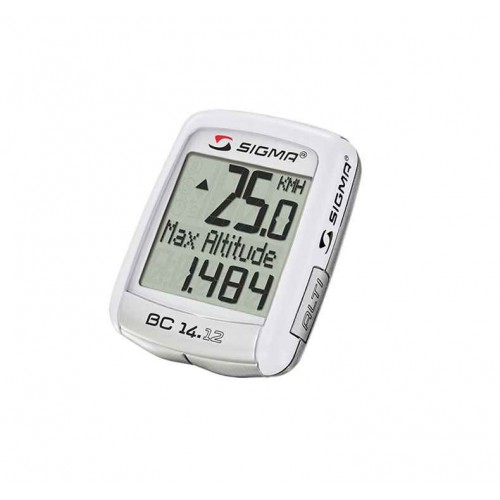 SIGMA®
25.0 KMH
Max Altitude
1.484
BC 14.12
SIGMA®
ALTI